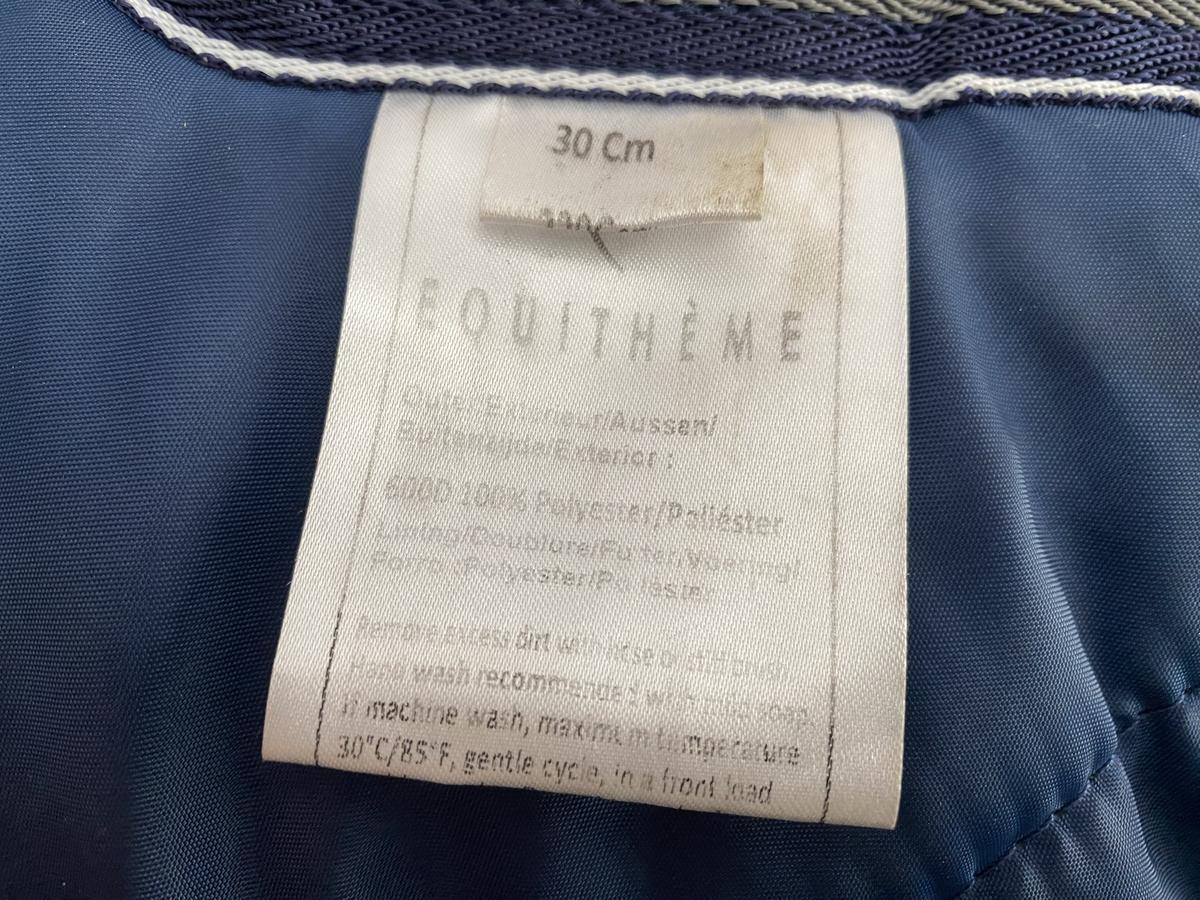 30 Cm
EQUITHÈME
Outer/Extérieur/Aussen/
Buitenzijde/Exterior :
600D 100% Polyester/Poliéster
Lining/Doublure/Futter/Voering/
Forro :Polyester/Poliéster
Remove excess dirt with hose or stiff brush.
Hand wash recommended with mild soap.
If machine wash, maximum temperature
30°C/85°F, gentle cycle, in a front load